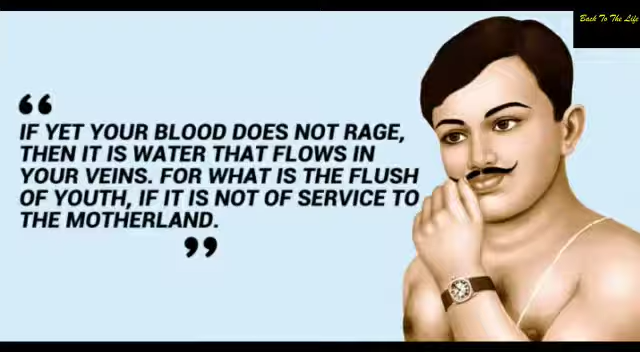 Back To The Life
“
IF YET YOUR BLOOD DOES NOT RAGE,
THEN IT IS WATER THAT FLOWS IN
YOUR VEINS. FOR WHAT IS THE FLUSH
OF YOUTH, IF IT IS NOT OF SERVICE TO
THE MOTHERLAND.
”